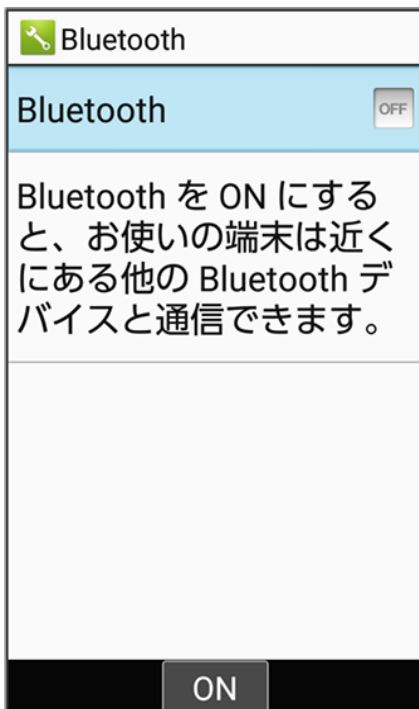 Bluetooth
Bluetooth
OFF
Bluetooth を ON にする
と、お使いの端末は近く
にある他の Bluetooth デ
バイスと通信できます。
ON